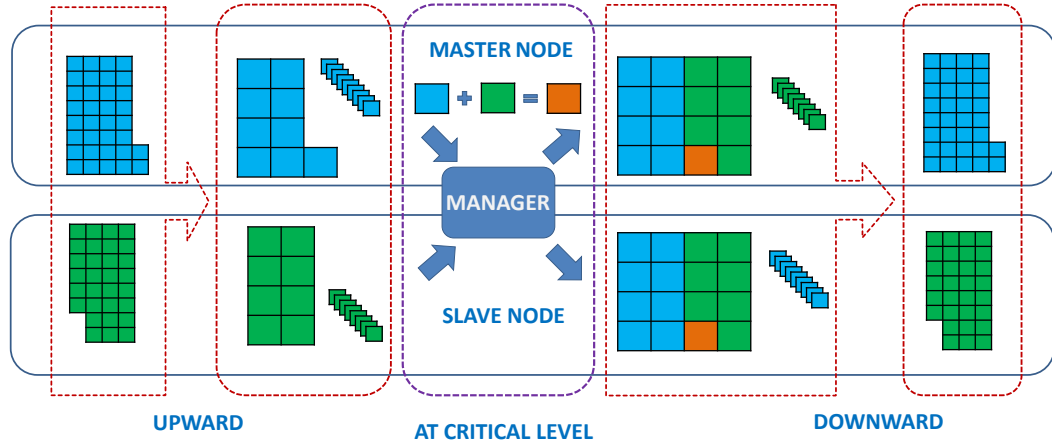 MASTER NODE
+
=
MANAGER
SLAVE NODE
UPWARD
AT CRITICAL LEVEL
DOWNWARD